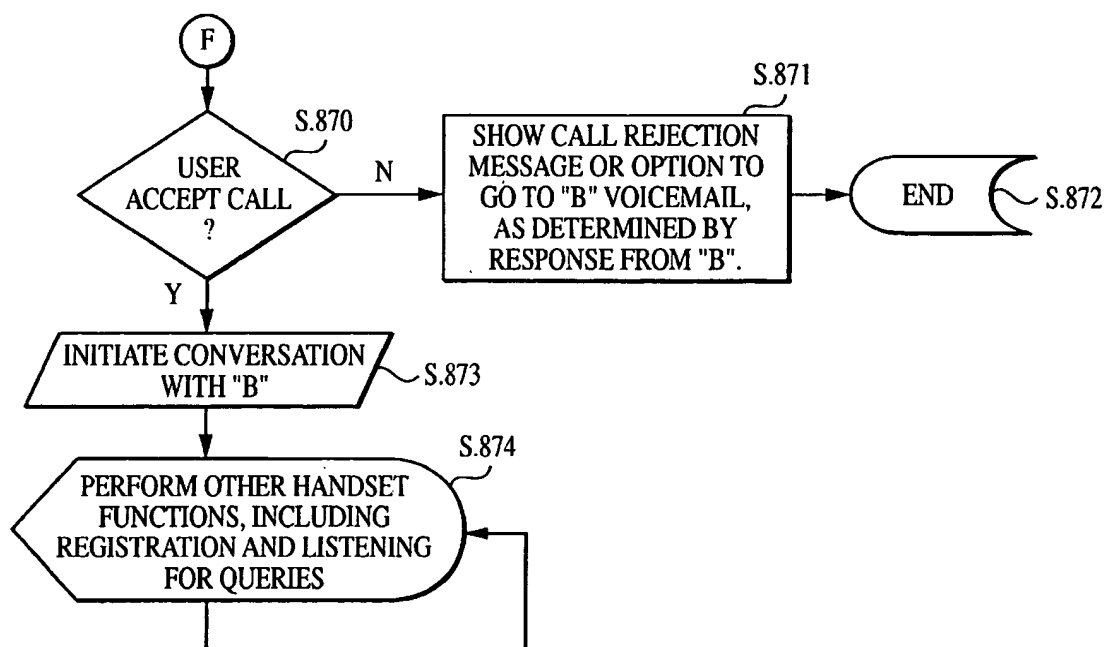 F
S.870
USER
ACCEPT CALL
?
N
Y
S.871
SHOW CALL REJECTION
MESSAGE OR OPTION TO
GO TO "B" VOICEMAIL,
AS DETERMINED BY
RESPONSE FROM "B".
END
S.872
INITIATE CONVERSATION
WITH "B"
S.873
S.874
PERFORM OTHER HANDSET
FUNCTIONS, INCLUDING
REGISTRATION AND LISTENING
FOR QUERIES